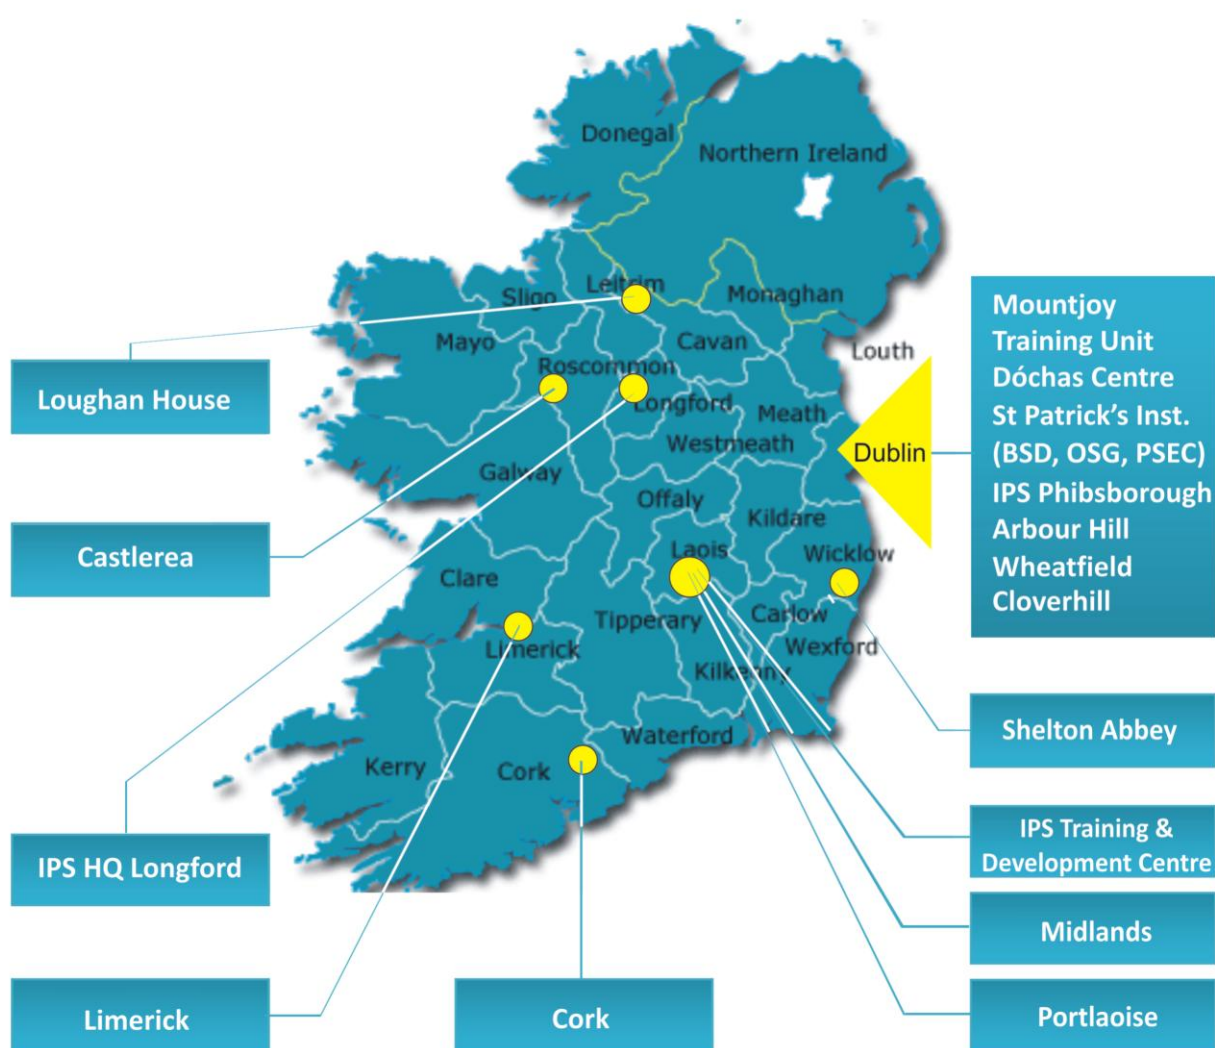 Donegal
Northern Ireland
Leitrim
Sligo
Monaghan
Mayo
Cavan
Louth
Roscommon
Longford
Meath
Westmeath
Dublin
Galway
Offaly
Kildare
Laois
Wicklow
Clare
Carlow
Tipperary
Limerick
Wexford
Kilkenny
Waterford
Kerry
Cork
Loughan House
Castlerea
IPS HQ Longford
Limerick
Cork
Mountjoy
Training Unit
Dóchas Centre
St Patrick’s Inst.
(BSD, OSG, PSEC)
IPS Phibsborough
Arbour Hill
Wheatfield
Cloverhill
Shelton Abbey
IPS Training &
Development Centre
Midlands
Portlaoise